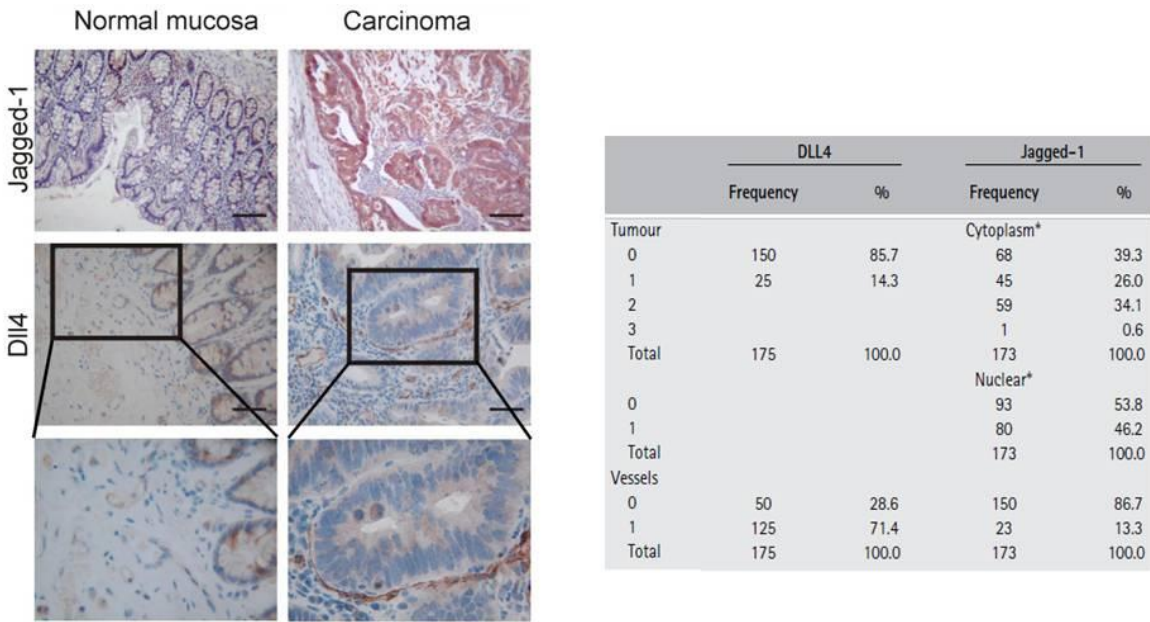 Normal mucosa Carcinoma
Jagged-1
Dll4
DLL4 Jagged-1
Frequency % Frequency %
Tumour Cytoplasm*
0 150 85.7 68 39.3
1 25 14.3 45 26.0
2 59 34.1
3 1 0.6
Total 175 100.0 173 100.0
Nuclear*
0 93 53.8
1 80 46.2
Total 173 100.0
Vessels
0 50 28.6 150 86.7
1 125 71.4 23 13.3
Total 175 100.0 173 100.0